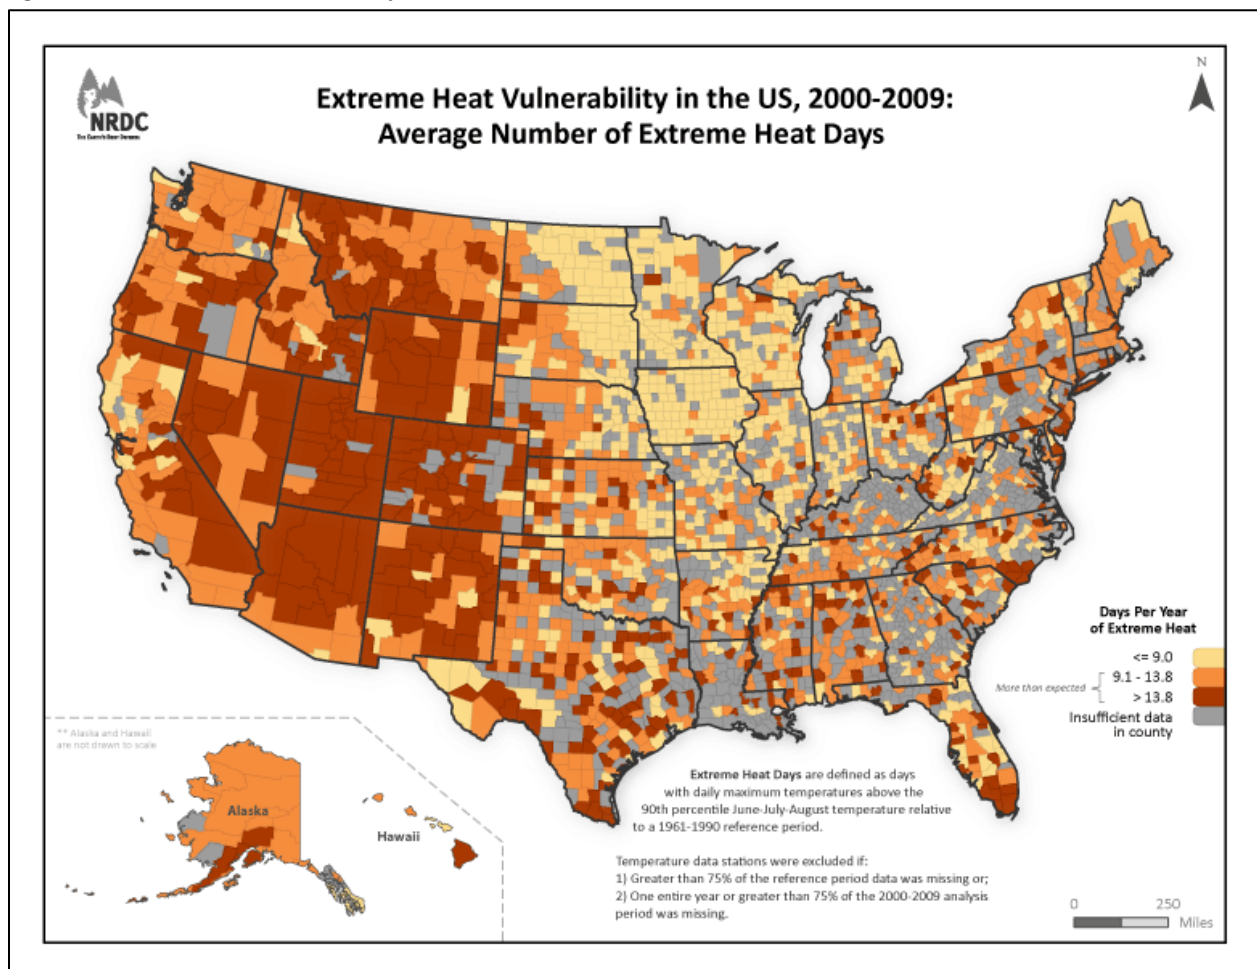 N
NRDC
THE EARTH'S BEST DEFENSE
Extreme Heat Vulnerability in the US, 2000-2009:
Average Number of Extreme Heat Days
Days Per Year
of Extreme Heat
<= 9.0
More than expected
9.1 - 13.8
> 13.8
Insufficient data
in county
** Alaska and Hawaii
are not drawn to scale
Alaska
Hawaii
Extreme Heat Days are defined as days
with daily maximum temperatures above the
90th percentile June-July-August temperature relative
to a 1961-1990 reference period.
Temperature data stations were excluded if:
1) Greater than 75% of the reference period data was missing or;
2) One entire year or greater than 75% of the 2000-2009 analysis
period was missing.
0 250
Miles